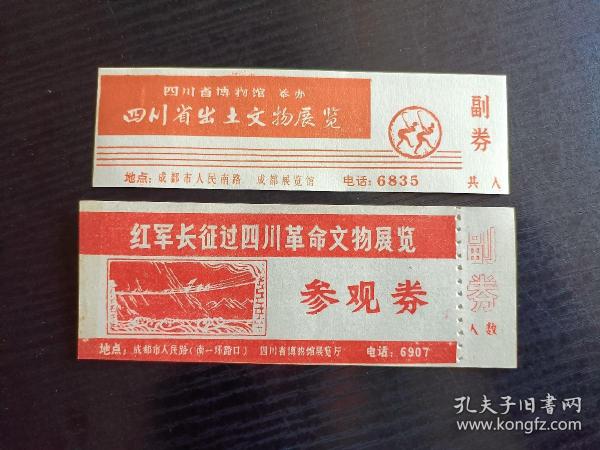 四川省博物馆 举办
四川省出土文物展览
地点：成都市人民南路 成都展览馆 电话：6835
副券
共 人
红军长征过四川革命文物展览
参观券
地点：成都市人民路（南一环路口） 四川省博物馆展览厅 电话：6907
副券
人数
孔夫子旧书网
www.kongfz.com